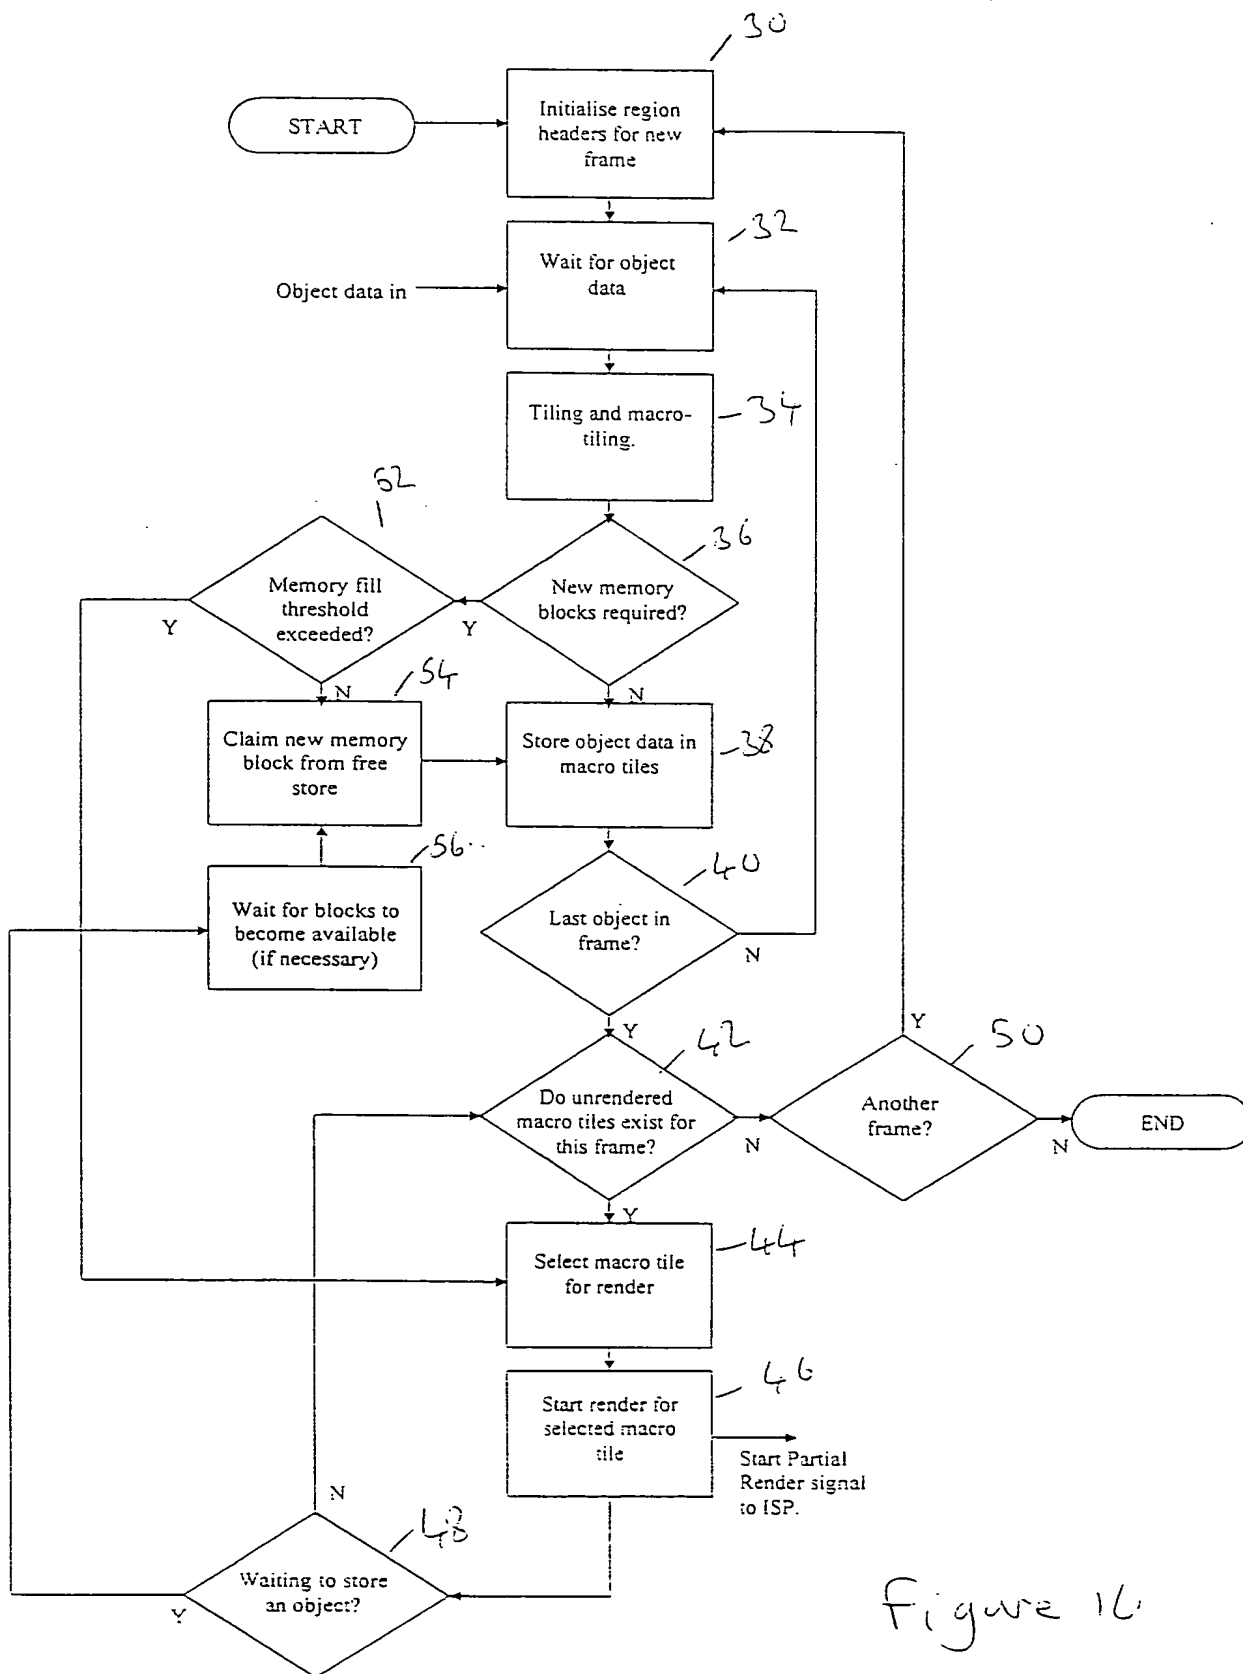 30
START
Initialise region
headers for new
frame
32
Wait for object
data
Object data in
Tiling and macro-
tiling.
34
52
36
Memory fill
threshold
exceeded?
New memory
blocks required?
Y
Y
N
N
54
Claim new memory
block from free
store
Store object data in
macro tiles
38
56
Wait for blocks to
become available
(if necessary)
40
Last object in
frame?
N
Y
42
Y
50
Do unrendered
macro tiles exist for
this frame?
N
Another
frame?
N
END
Y
Select macro tile
for render
44
Start render for
selected macro
tile
46
Start Partial
Render signal
to ISP.
N
48
Waiting to store
an object?
Y
Figure